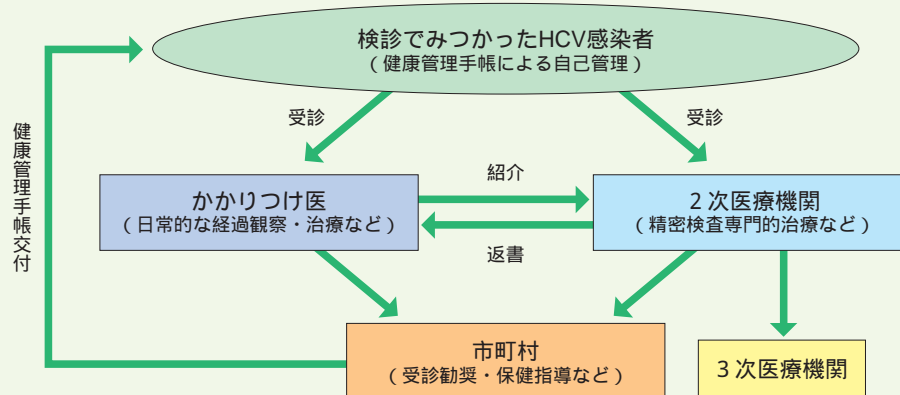 検診でみつかったHCV感染者
（健康管理手帳による自己管理）
受診
受診
健康管理手帳交付
かかりつけ医
（日常的な経過観察・治療など）
紹介
返書
２次医療機関
（精密検査専門的治療など）
市町村
（受診勧奨・保健指導など）
３次医療機関